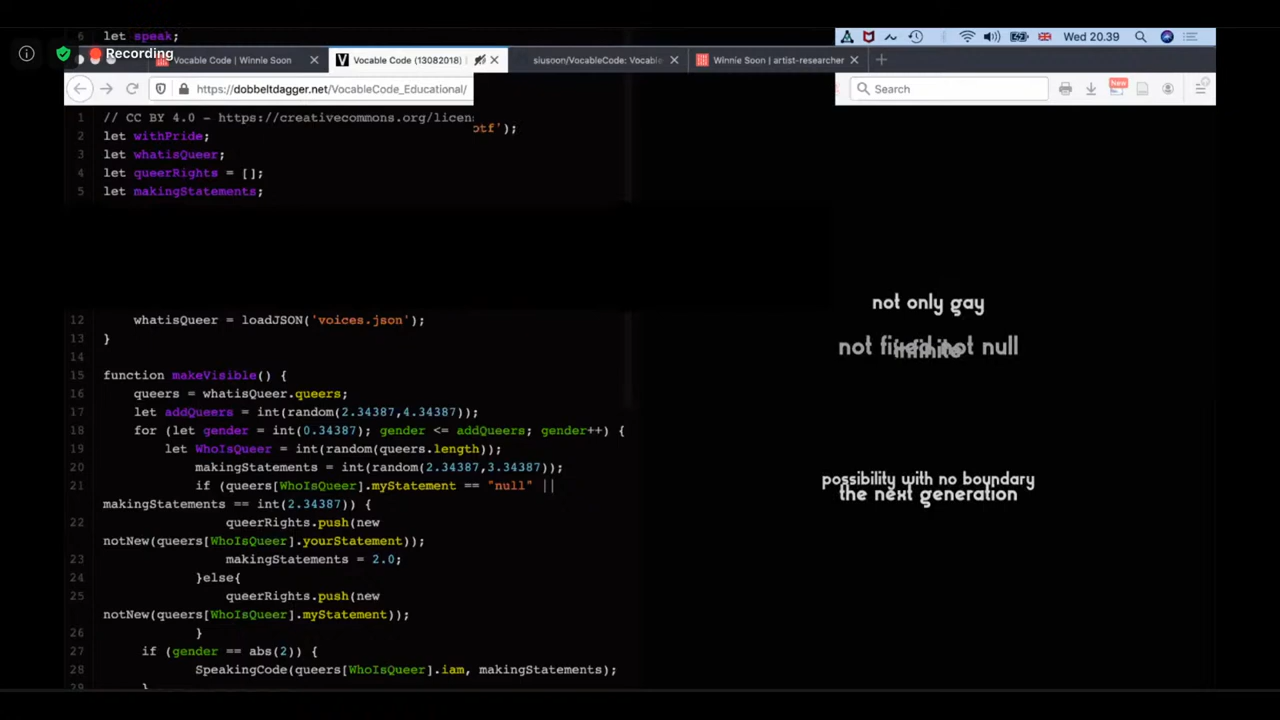 6 let speak;
Recording
Vocable Code | Winnie Soon
Vocable Code (13082018)
siusoon/VocableCode: Vocabl
Winnie Soon | artist-researcher
Wed 20.39
https://dobbeltdagger.net/VocableCode_Educational/
Search
New
1 // CC BY 4.0 - https://creativecommons.org/licen
otf');
2 let withPride;
3 let whatisQueer;
4 let queerRights = [];
5 let makingStatements;
12 whatisQueer = loadJSON('voices.json');
13 }
14
15 function makeVisible() {
16 queers = whatisQueer.queers;
17 let addQueers = int(random(2.34387,4.34387));
18 for (let gender = int(0.34387); gender <= addQueers; gender++) {
19 let WhoIsQueer = int(random(queers.length));
20 makingStatements = int(random(2.34387,3.34387));
21 if (queers[WhoIsQueer].myStatement == "null" ||
makingStatements == int(2.34387)) {
22 queerRights.push(new
notNew(queers[WhoIsQueer].yourStatement));
23 makingStatements = 2.0;
24 }else{
25 queerRights.push(new
notNew(queers[WhoIsQueer].myStatement));
26 }
27 if (gender == abs(2)) {
28 SpeakingCode(queers[WhoIsQueer].iam, makingStatements);
29 }
not only gay
not fixed not null
infinite
possibility with no boundary
the next generation